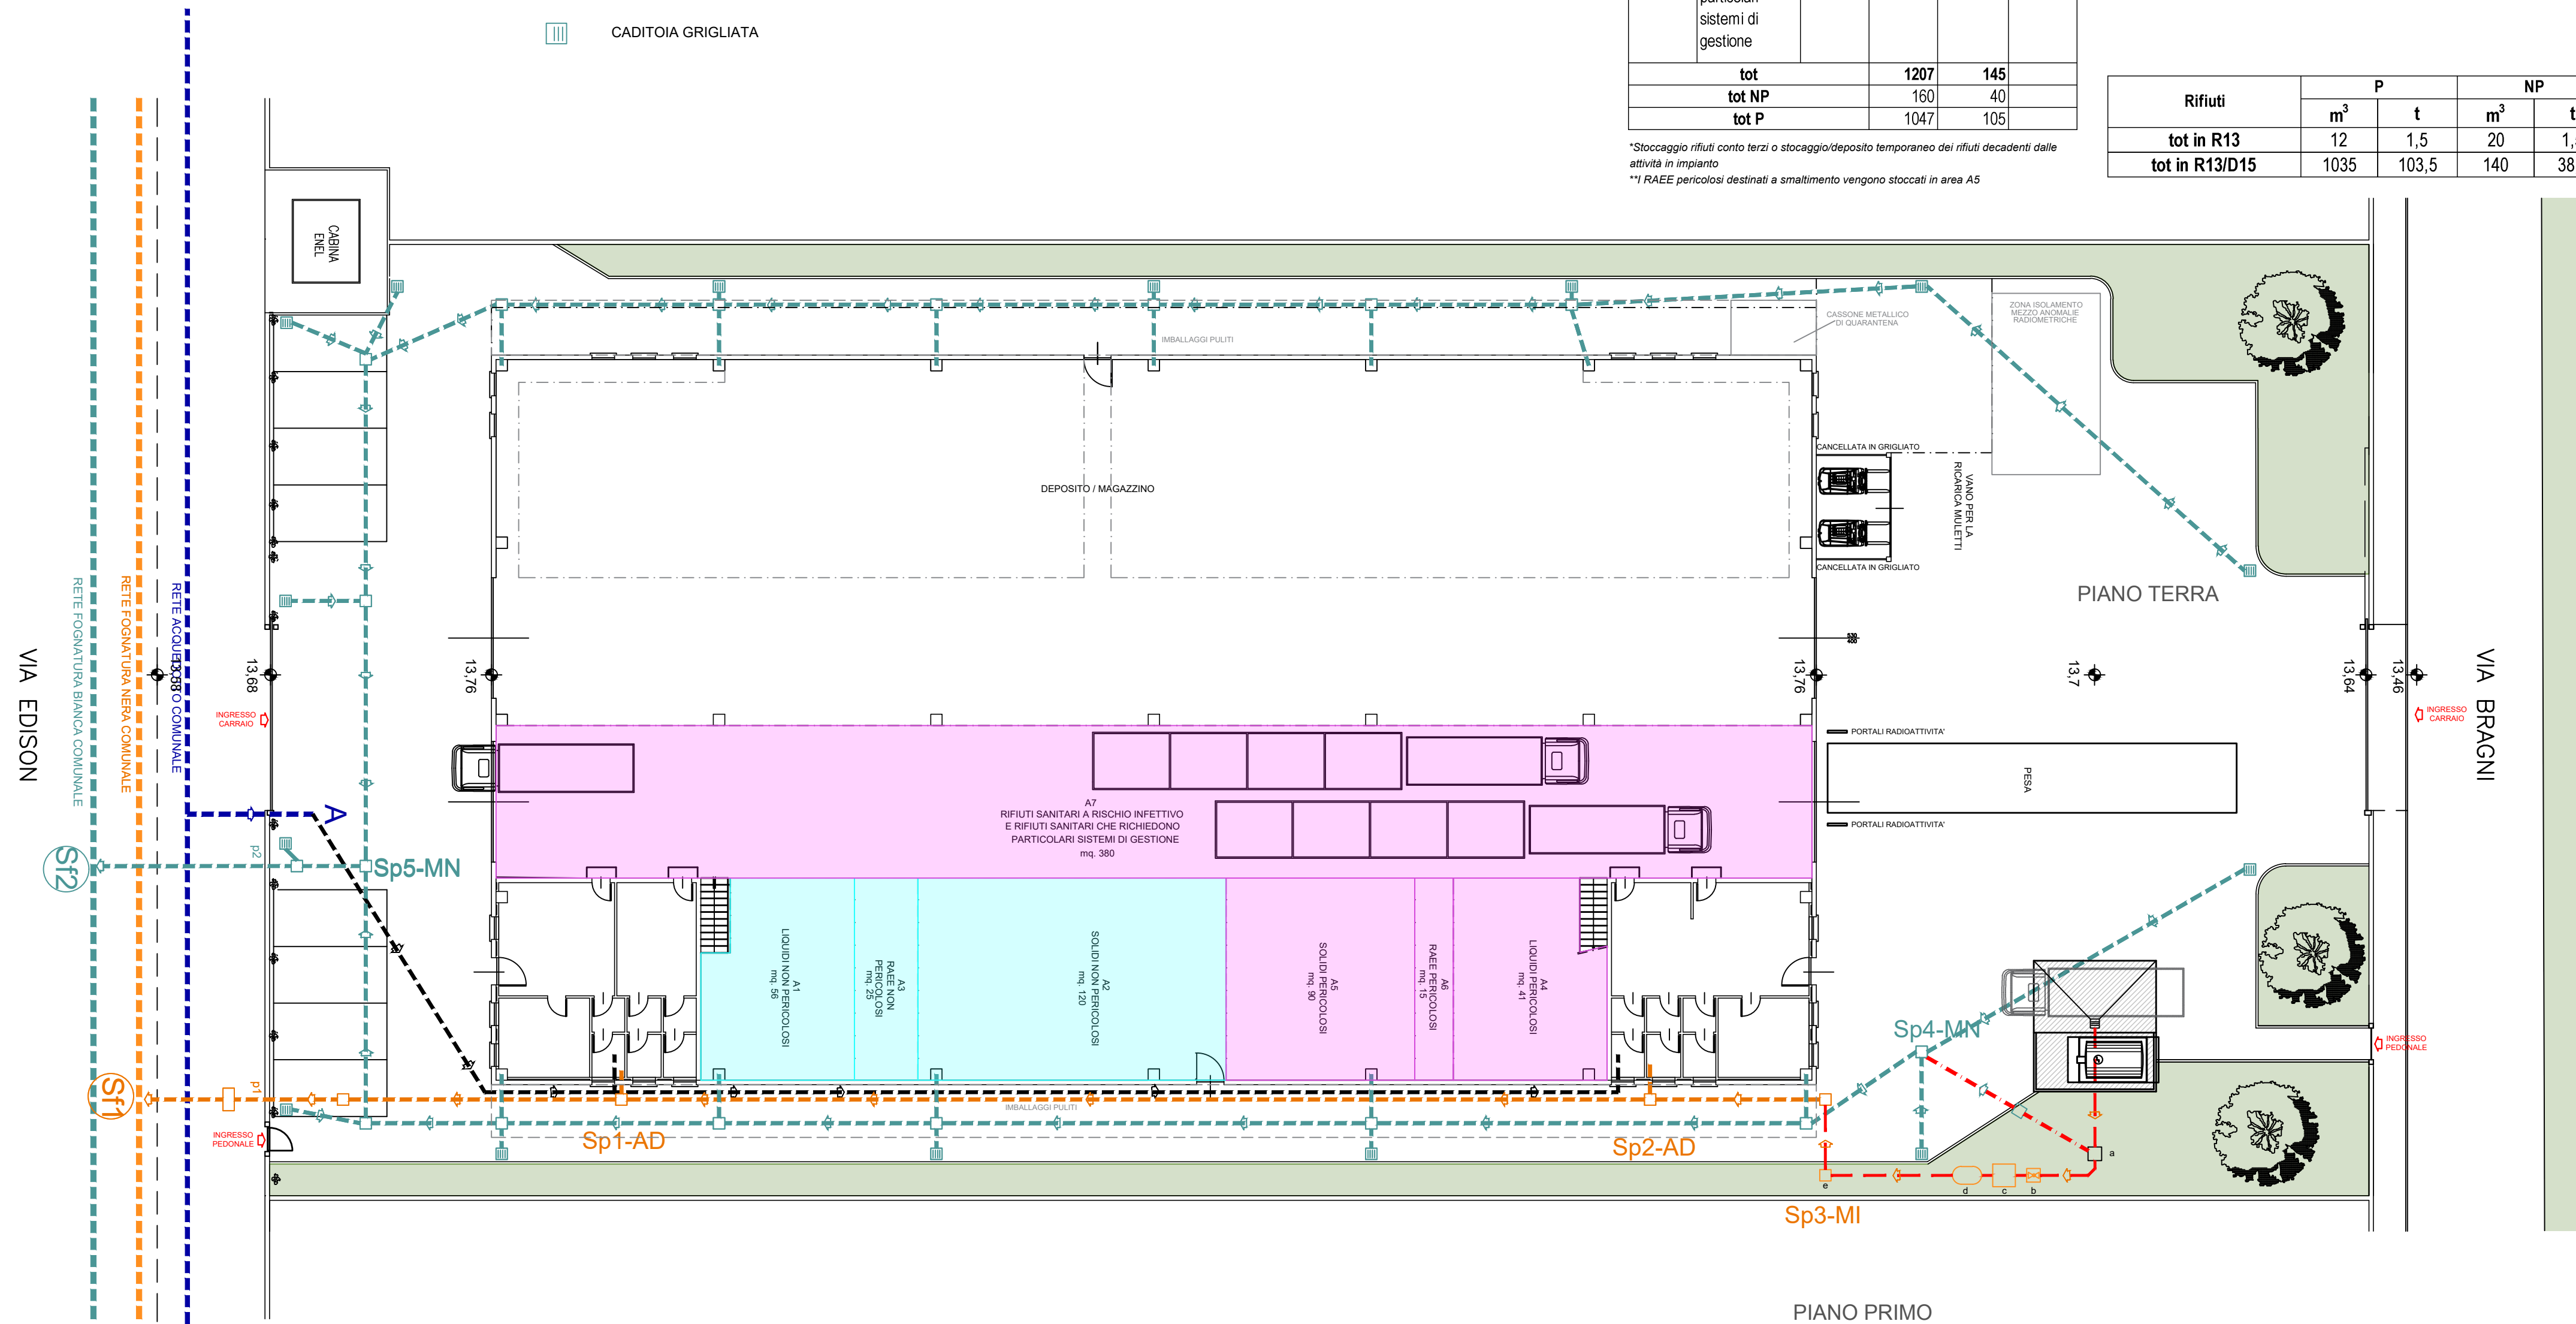 CADITOIA GRIGLIATA
sistemi di
gestione
tot 1207 145
tot NP 160 40
tot P 1047 105
*Stoccaggio rifiuti conto terzi o stocaggio/deposito temporaneo dei rifiuti decadenti dalle
attività in impianto
**I RAEE pericolosi destinati a smaltimento vengono stoccati in area A5
Rifiuti P NP
m³ t m³ t
tot in R13 12 1,5 20
tot in R13/D15 1035 103,5 140
CABINA
ENEL
IMBALLAGGI PULITI
CASSONE METALLICO
DI QUARANTENA
ZONA ISOLAMENTO
MEZZO ANOMALIE
RADIOMETRICHE
DEPOSITO / MAGAZZINO
CANCELLATA IN GRIGLIATO
VANO PER LA
RICARICA MULETTI
CANCELLATA IN GRIGLIATO
PIANO TERRA
VIA EDISON
RETE FOGNATURA BIANCA COMUNALE
RETE FOGNATURA NERA COMUNALE
RETE ACQUEDOTTO COMUNALE
13,68
13,68
13,76
13,76
13,7
13,64
13,46
INGRESSO
CARRAIO
INGRESSO
CARRAIO
VIA BRAGNI
PORTALI RADIOATTIVITA'
PESA
PORTALI RADIOATTIVITA'
A7
RIFIUTI SANITARI A RISCHIO INFETTIVO
E RIFIUTI SANITARI CHE RICHIEDONO
PARTICOLARI SISTEMI DI GESTIONE
mq. 380
A
p2
Sf2
Sp5-MN
A1
LIQUIDI NON PERICOLOSI
mq. 56
A3
RAEE NON
PERICOLOSI
mq. 25
A2
SOLIDI NON PERICOLOSI
mq. 120
A5
SOLIDI PERICOLOSI
mq. 90
A6
RAEE PERICOLOSI
mq. 15
A4
LIQUIDI PERICOLOSI
mq. 41
Sp4-MN
INGRESSO
PEDONALE
Sf1
p1
IMBALLAGGI PULITI
INGRESSO
PEDONALE
Sp1-AD
Sp2-AD
a
e
d
c
b
Sp3-MI
PIANO PRIMO